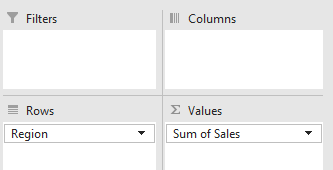 Filters
Columns
Rows
Values
Region
Sum of Sales